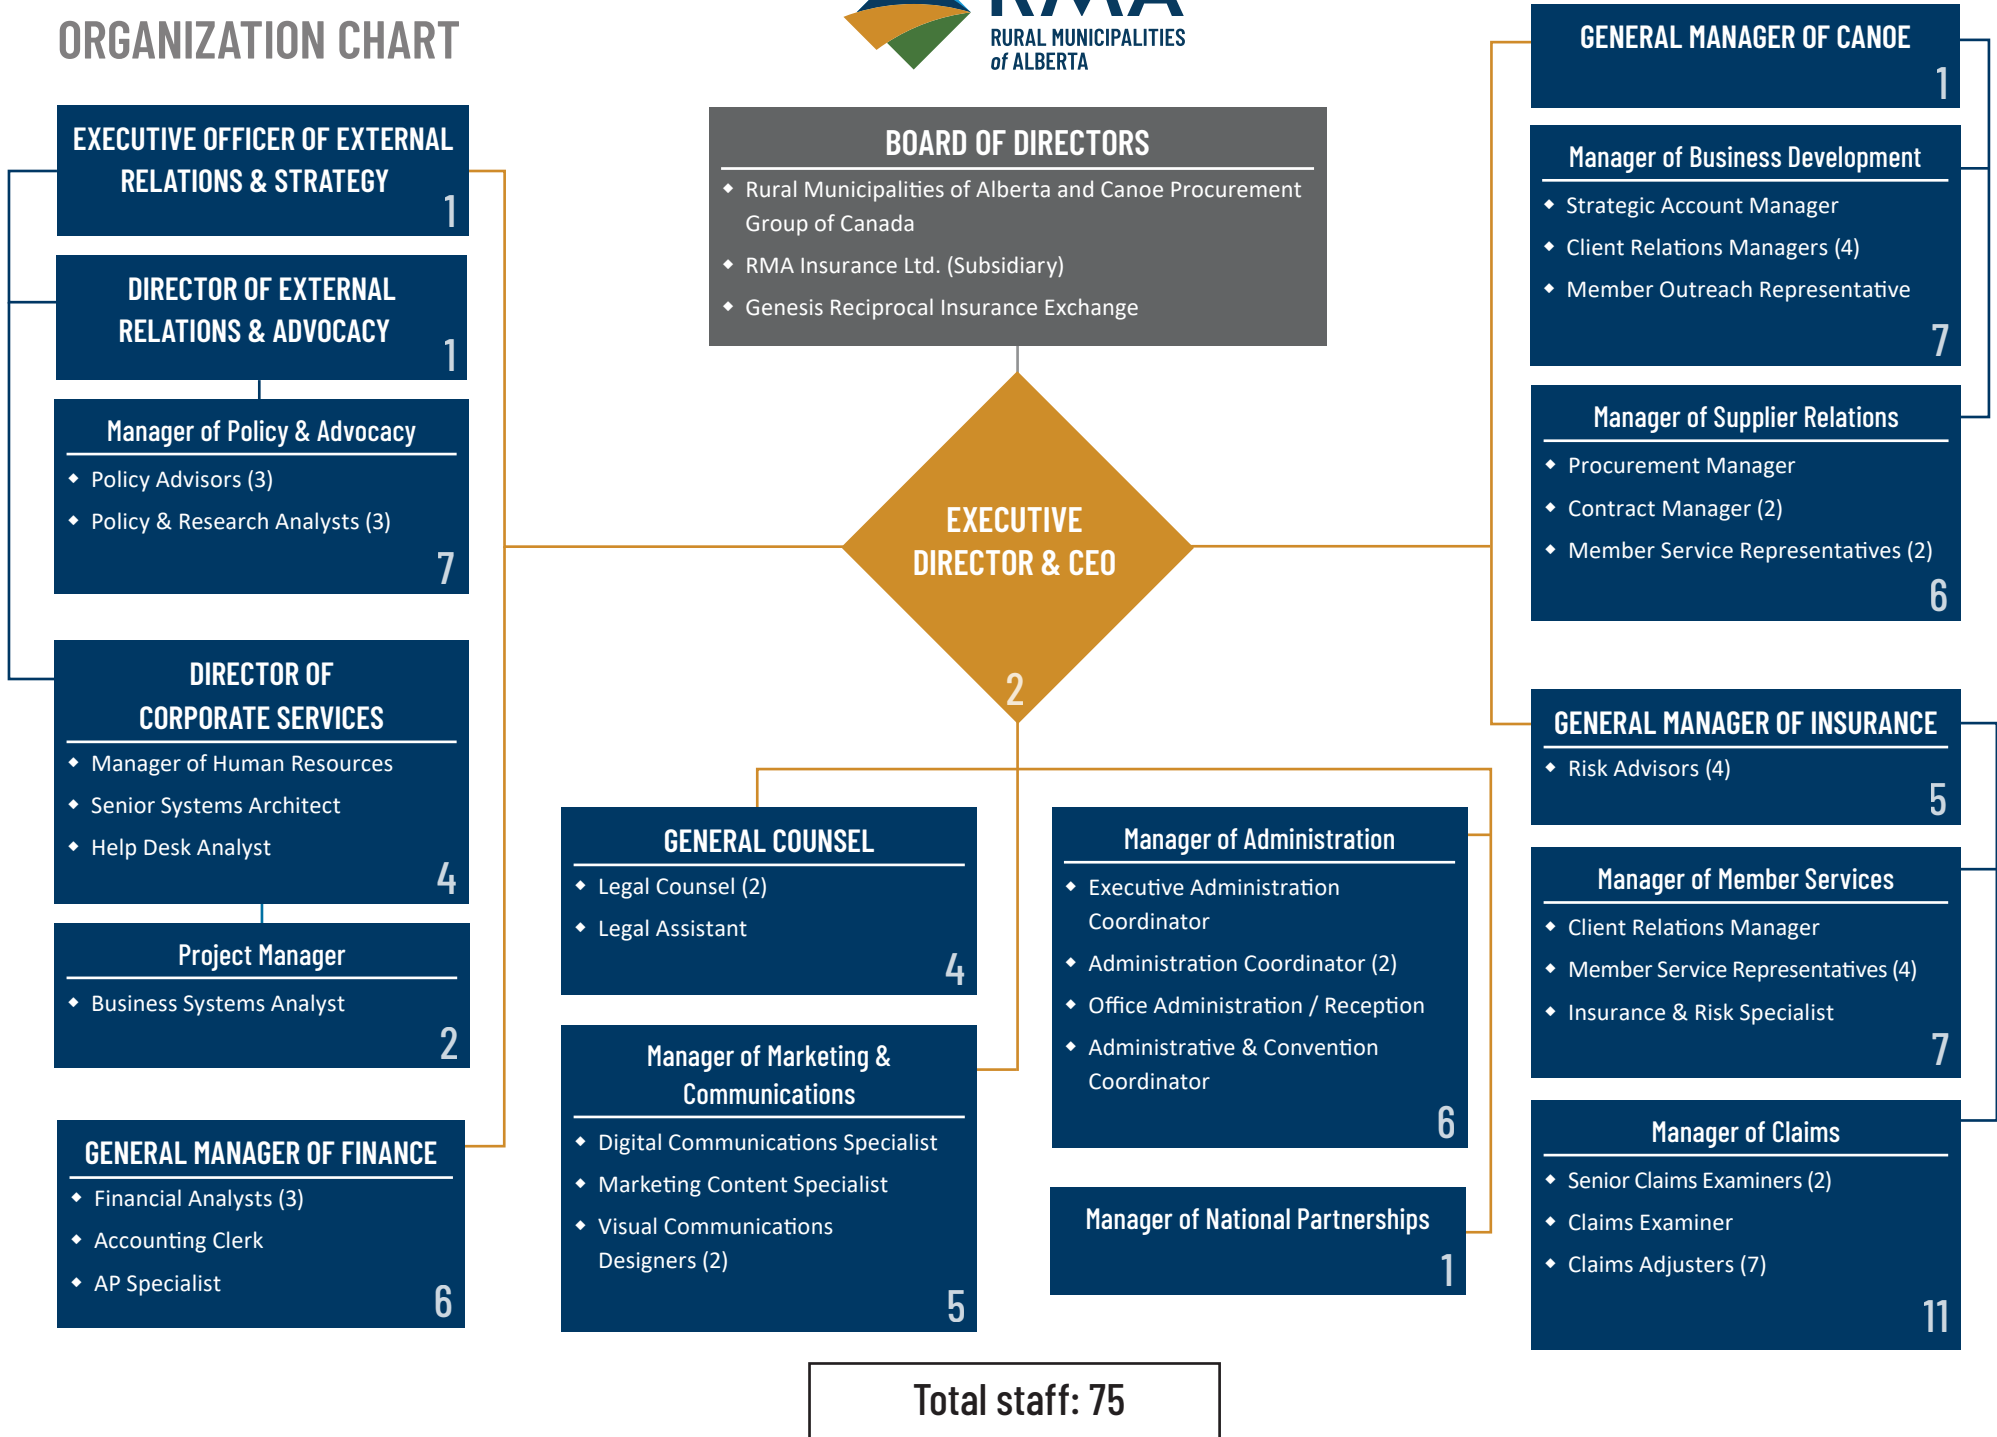 ORGANIZATION CHART
RMA
RURAL MUNICIPALITIES
of ALBERTA
EXECUTIVE OFFICER OF EXTERNAL
RELATIONS & STRATEGY
1
DIRECTOR OF EXTERNAL
RELATIONS & ADVOCACY
1
Manager of Policy & Advocacy
Policy Advisors (3)
Policy & Research Analysts (3)
7
DIRECTOR OF
CORPORATE SERVICES
Manager of Human Resources
Senior Systems Architect
Help Desk Analyst
4
Project Manager
Business Systems Analyst
2
GENERAL MANAGER OF FINANCE
Financial Analysts (3)
Accounting Clerk
AP Specialist
6
BOARD OF DIRECTORS
Rural Municipalities of Alberta and Canoe Procurement
Group of Canada
RMA Insurance Ltd. (Subsidiary)
Genesis Reciprocal Insurance Exchange
EXECUTIVE
DIRECTOR & CEO
2
GENERAL COUNSEL
Legal Counsel (2)
Legal Assistant
4
Manager of Marketing &
Communications
Digital Communications Specialist
Marketing Content Specialist
Visual Communications
Designers (2)
5
Manager of Administration
Executive Administration
Coordinator
Administration Coordinator (2)
Office Administration / Reception
Administrative & Convention
Coordinator
6
Manager of National Partnerships
1
GENERAL MANAGER OF CANOE
1
Manager of Business Development
Strategic Account Manager
Client Relations Managers (4)
Member Outreach Representative
7
Manager of Supplier Relations
Procurement Manager
Contract Manager (2)
Member Service Representatives (2)
6
GENERAL MANAGER OF INSURANCE
Risk Advisors (4)
5
Manager of Member Services
Client Relations Manager
Member Service Representatives (4)
Insurance & Risk Specialist
7
Manager of Claims
Senior Claims Examiners (2)
Claims Examiner
Claims Adjusters (7)
11
Total staff: 75